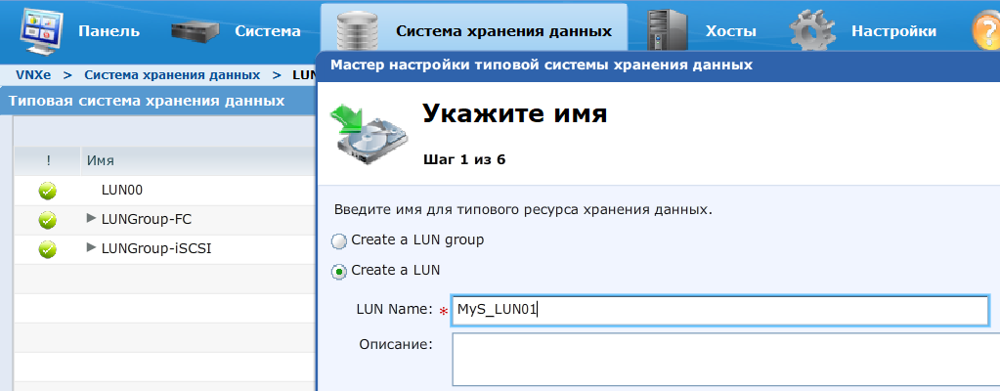 Панель Система Система хранения данных Хосты Настройки ?
VNXe > Система хранения данных > LUN
Мастер настройки типовой системы хранения данных
Типовая система хранения данных
Укажите имя
Шаг 1 из 6
! Имя
LUN00
LUNGroup-FC
LUNGroup-iSCSI
Введите имя для типового ресурса хранения данных.
Create a LUN group
Create a LUN
LUN Name: * MyS_LUN01
Описание: